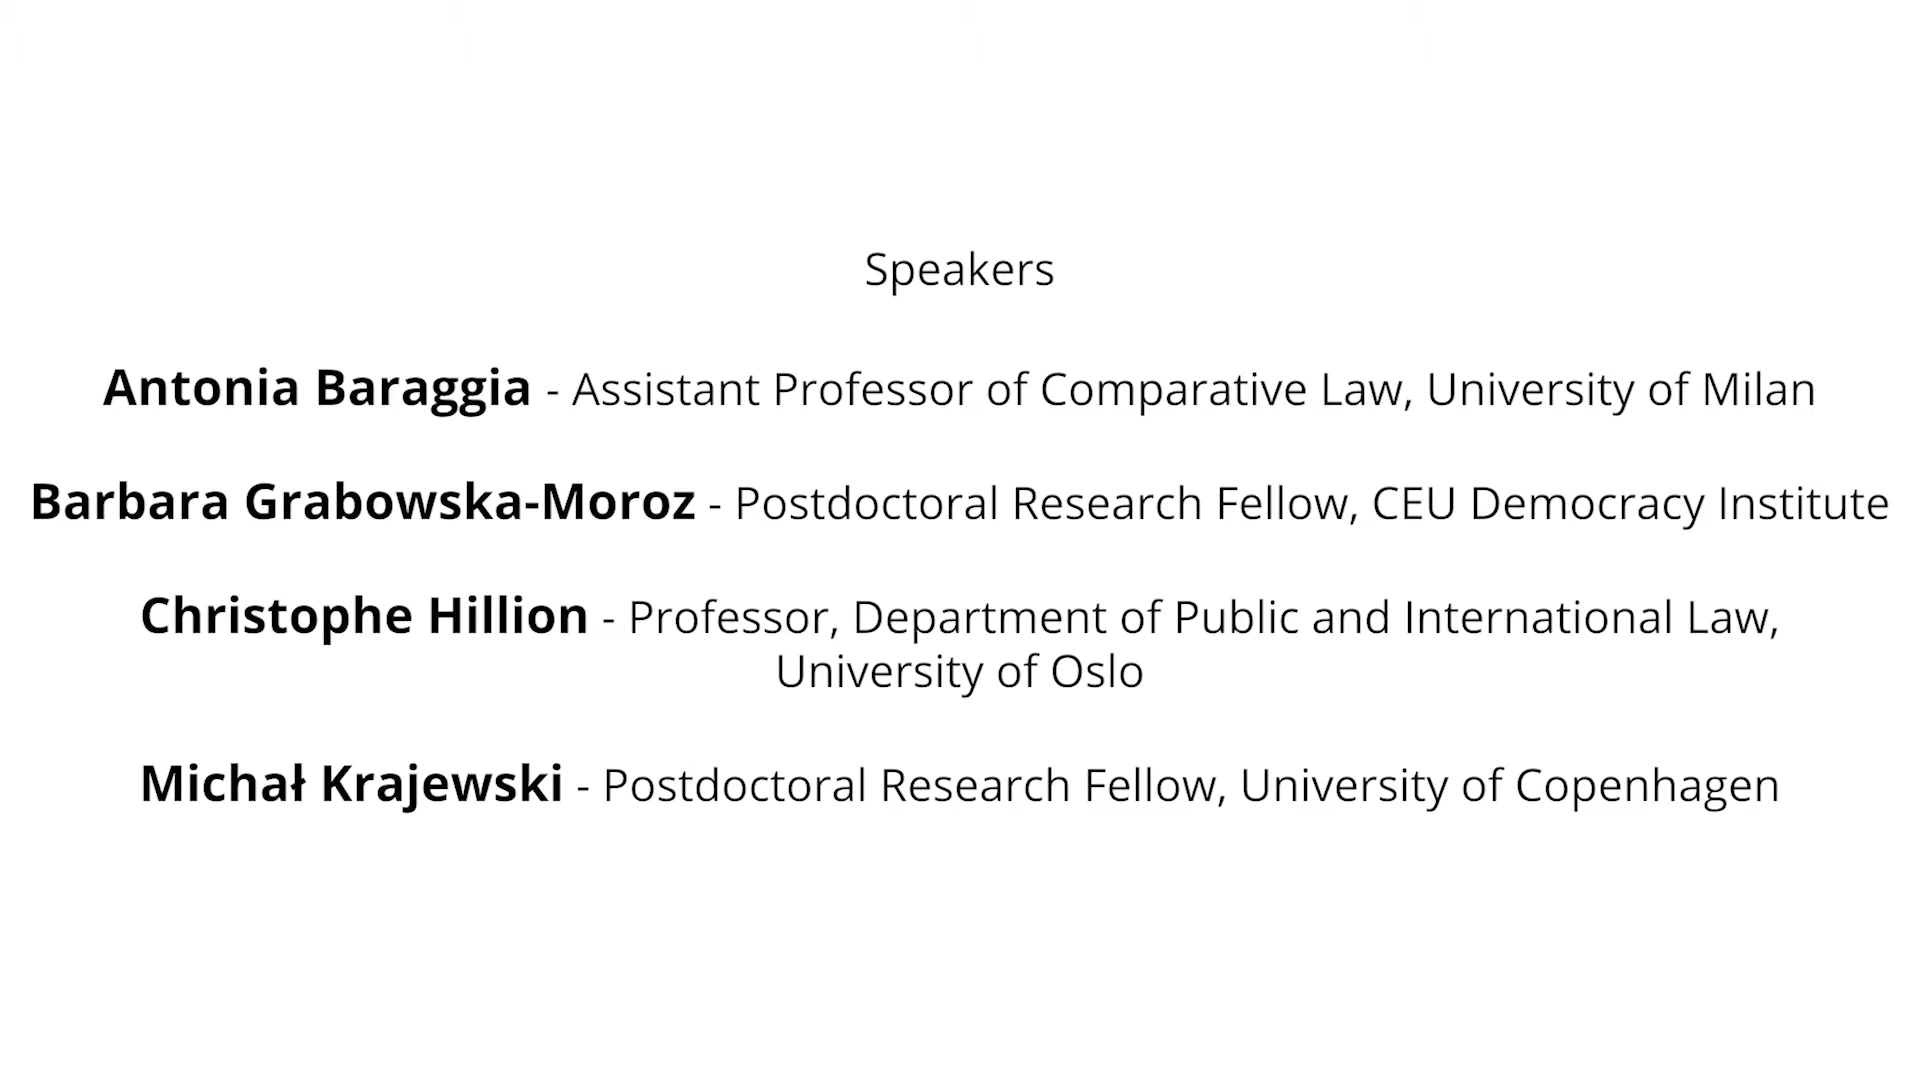 Speakers
Antonia Baraggia - Assistant Professor of Comparative Law, University of Milan
Barbara Grabowska-Moroz - Postdoctoral Research Fellow, CEU Democracy Institute
Christophe Hillion - Professor, Department of Public and International Law,
University of Oslo
Michał Krajewski - Postdoctoral Research Fellow, University of Copenhagen